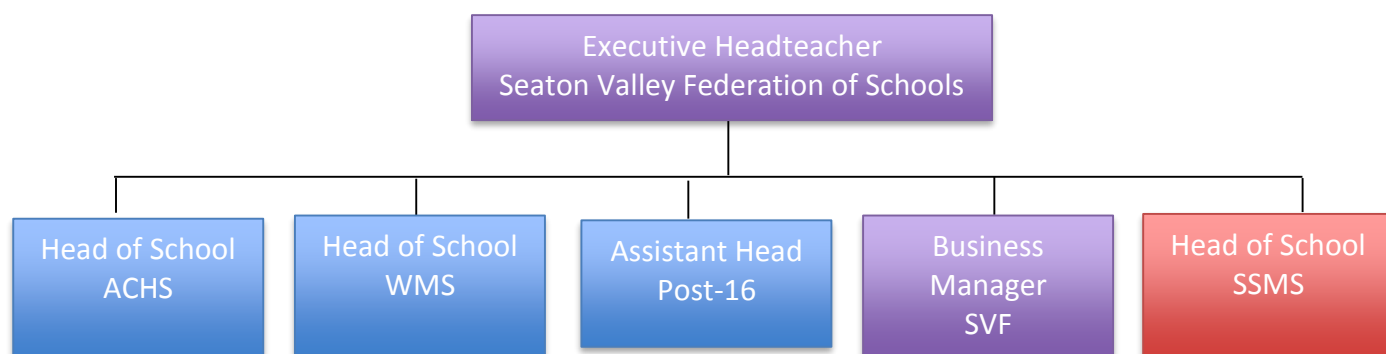 Executive Headteacher
Seaton Valley Federation of Schools
Head of School
ACHS
Head of School
WMS
Assistant Head
Post-16
Business
Manager
SVF
Head of School
SSMS